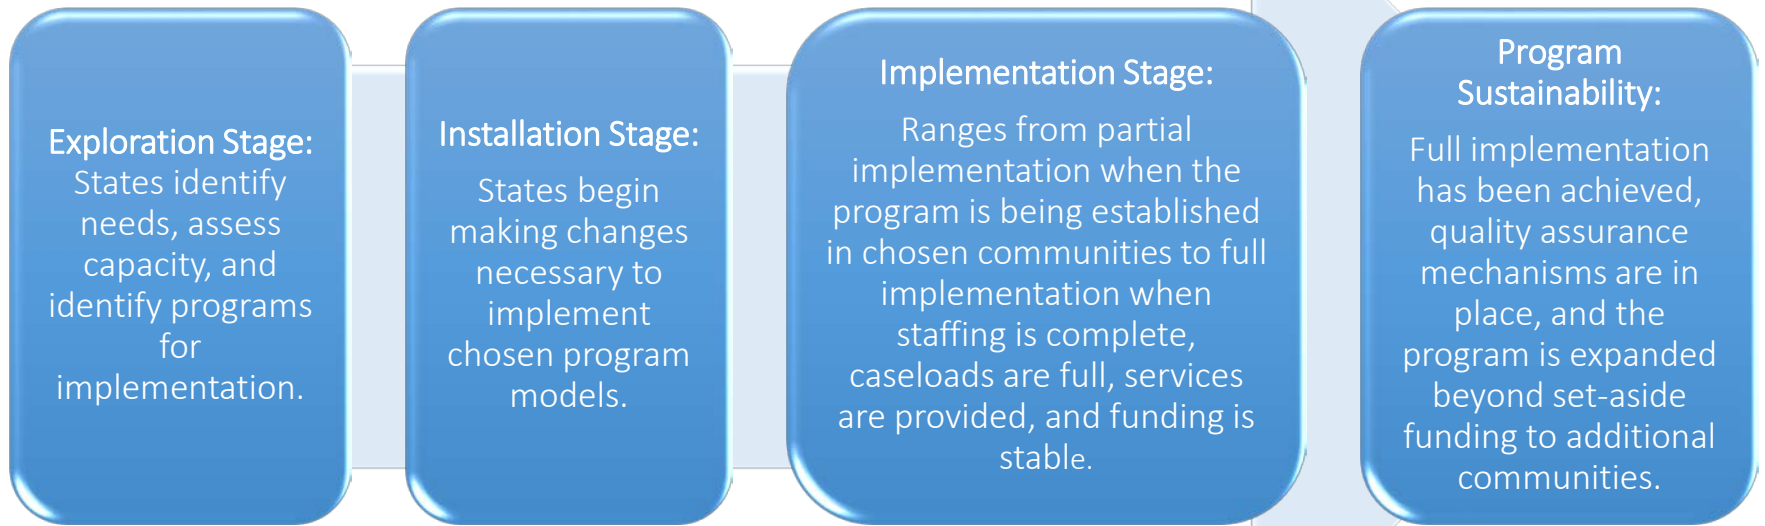 Exploration Stage:
States identify
needs, assess
capacity, and
identify programs
for
implementation.
Installation Stage:
States begin
making changes
necessary to
implement
chosen program
models.
Implementation Stage:
Ranges from partial
implementation when the
program is being established
in chosen communities to full
implementation when
staffing is complete,
caseloads are full, services
are provided, and funding is
stable.
Program
Sustainability:
Full implementation
has been achieved,
quality assurance
mechanisms are in
place, and the
program is expanded
beyond set-aside
funding to additional
communities.